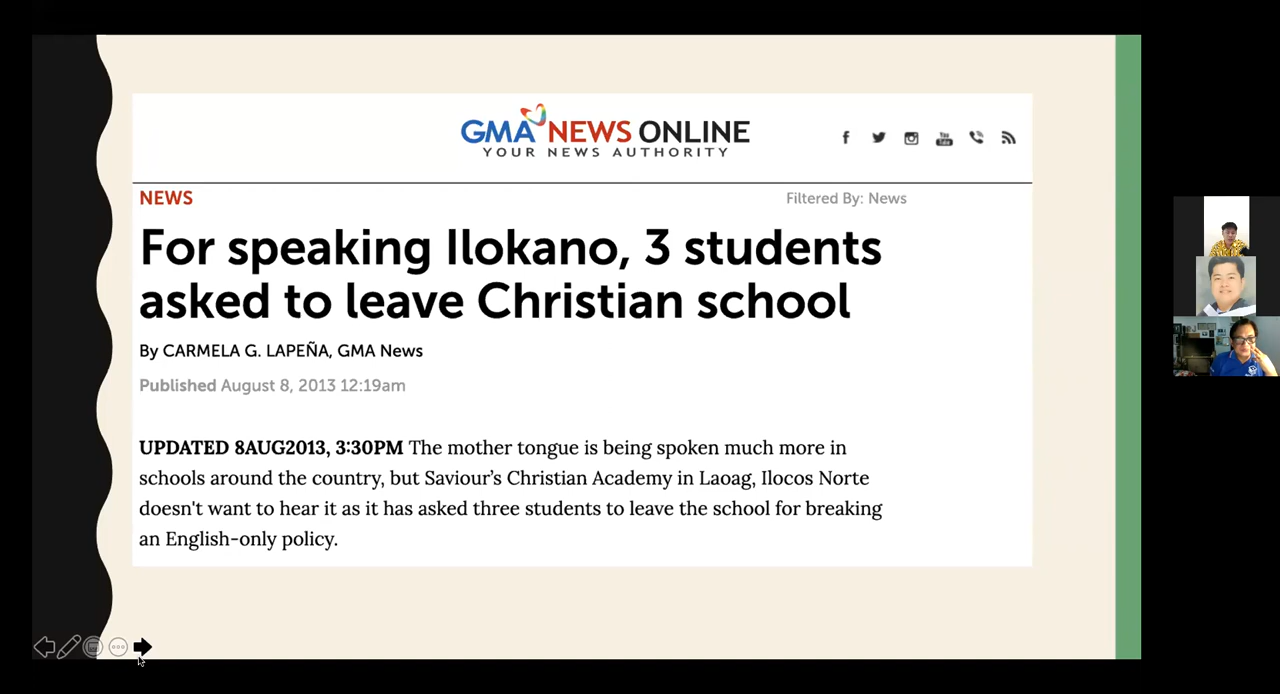 GMA NEWS ONLINE
YOUR NEWS AUTHORITY
NEWS
Filtered By: News
For speaking Ilokano, 3 students
asked to leave Christian school
By CARMELA G. LAPEÑA, GMA News
Published August 8, 2013 12:19am
UPDATED 8AUG2013, 3:30PM The mother tongue is being spoken much more in
schools around the country, but Saviour’s Christian Academy in Laoag, Ilocos Norte
doesn't want to hear it as it has asked three students to leave the school for breaking
an English-only policy.